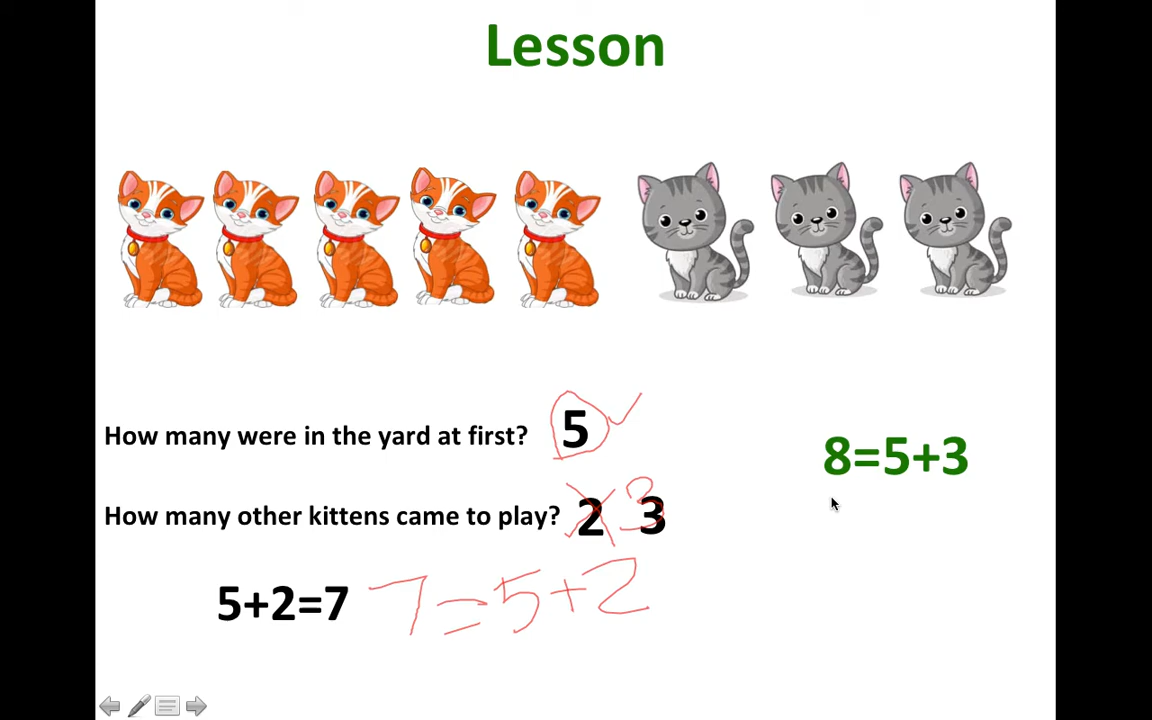 Lesson
How many were in the yard at first? 5
8=5+3
How many other kittens came to play? 2 3 3
5+2=7 7=5+2